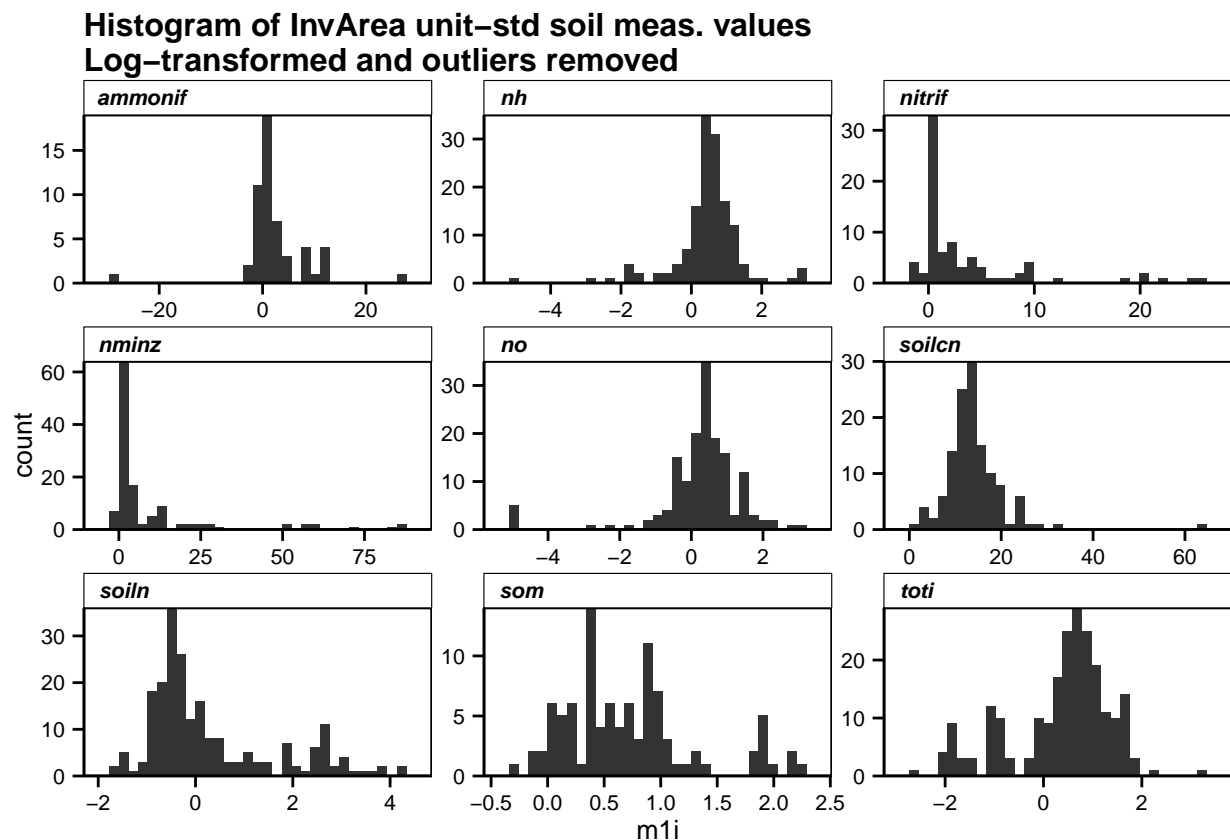 Histogram of InvArea unit−std soil meas. values
Log−transformed and outliers removed
ammonif nh nitrif
15
10
5
0
−20 0 20
30
20
10
0
−4 −2 0 2
30
20
10
0
0 10 20
nminz no soilcn
60
40
20
0
0 25 50 75
30
20
10
0
−4 −2 0 2
30
20
10
0
0 20 40 60
soiln som toti
30
20
10
0
−2 0 2 4
10
5
0
−0.5 0.0 0.5 1.0 1.5 2.0 2.5
20
10
0
−2 0 2
count
m1i